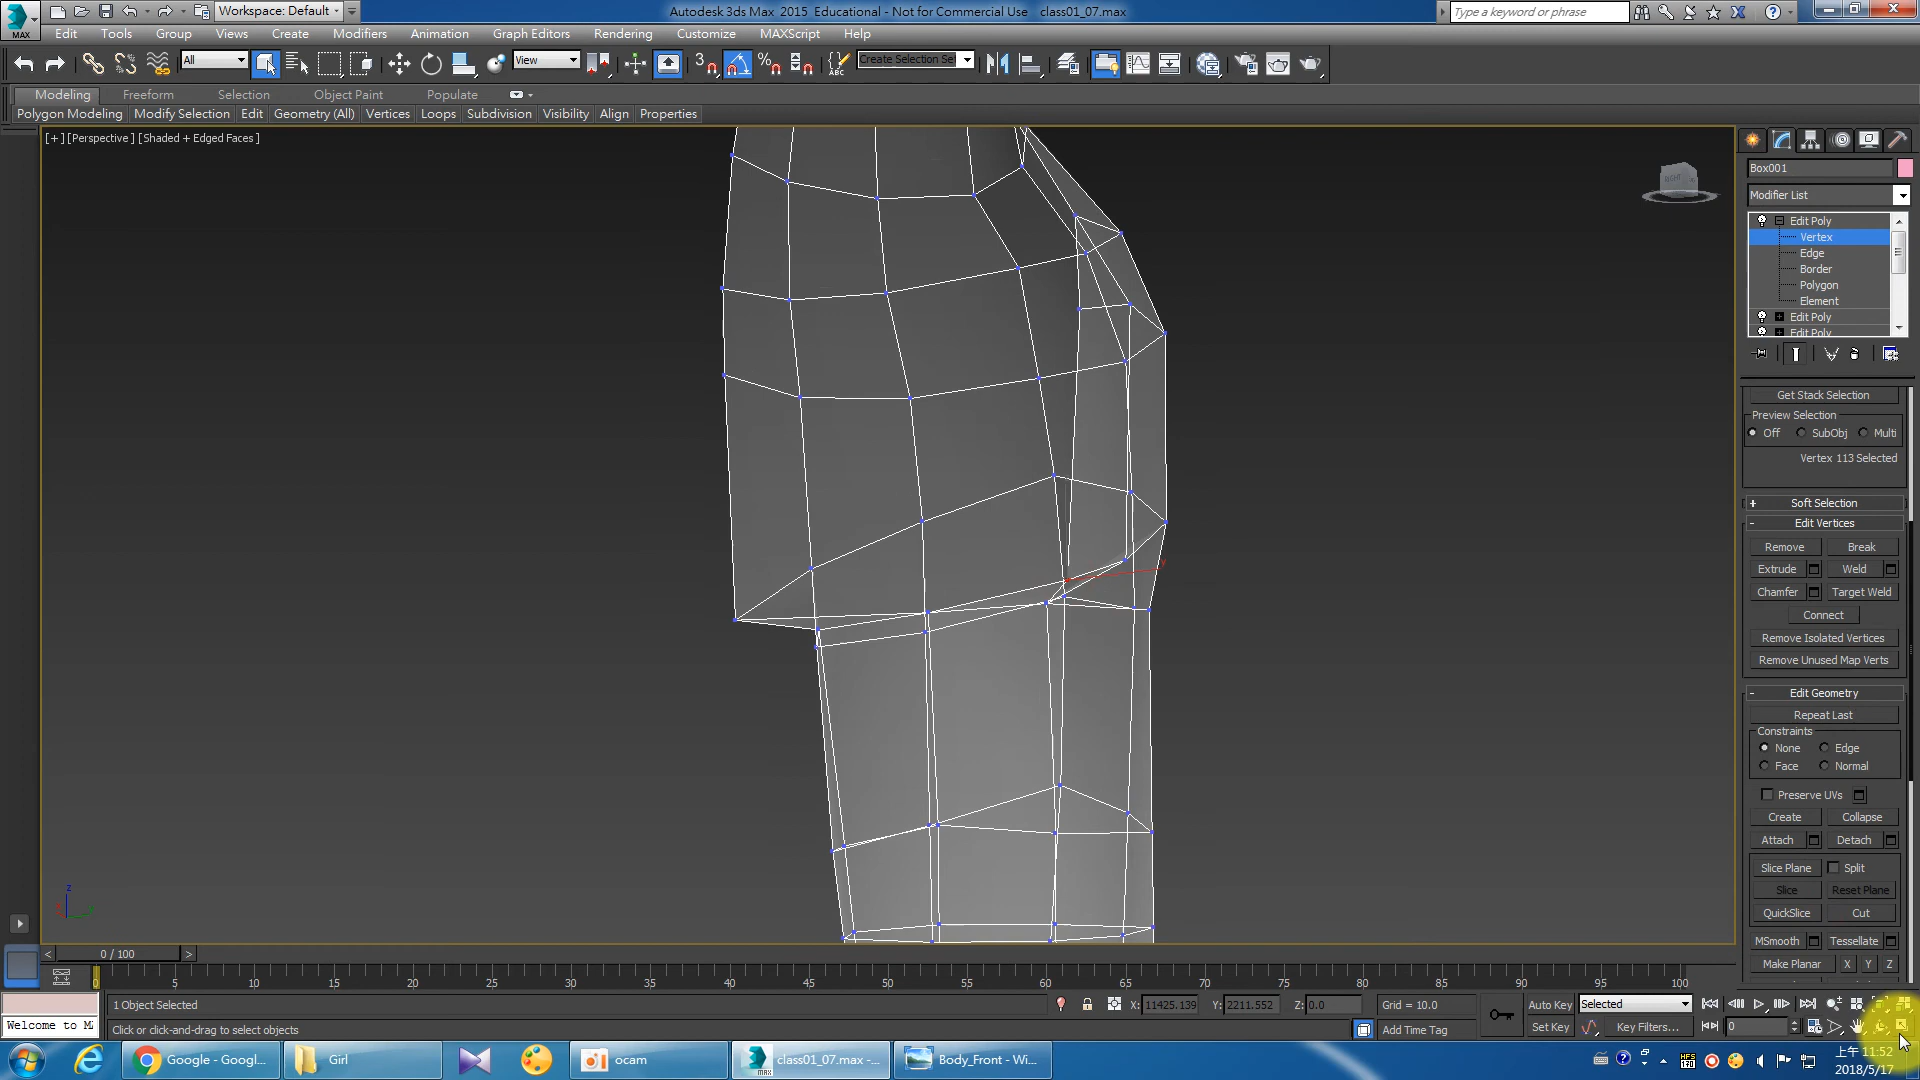 Workspace: Default
Autodesk 3ds Max 2015   Educational - Not for Commercial Use   class01_07.max
Type a keyword or phrase
MAX
Edit Tools Group Views Create Modifiers Animation Graph Editors Rendering Customize MAXScript Help
All
View
3
ABC
Create Selection Se
Modeling Freeform Selection Object Paint Populate
Polygon Modeling Modify Selection Edit Geometry (All) Vertices Loops Subdivision Visibility Align Properties
[+] [Perspective] [Shaded + Edged Faces]
Box001
Modifier List
Edit Poly
Vertex
Edge
Border
Polygon
Element
Edit Poly
Edit Poly
Get Stack Selection
Preview Selection
Off SubObj Multi
Vertex 113 Selected
+ Soft Selection
- Edit Vertices
Remove Break
Extrude Weld
Chamfer Target Weld
Connect
Remove Isolated Vertices
Remove Unused Map Verts
- Edit Geometry
Repeat Last
Constraints
None Edge
Face Normal
Preserve UVs
Create Collapse
Attach Detach
Slice Plane Split
Slice Reset Plane
QuickSlice Cut
MSmooth Tessellate
Make Planar X Y Z
y
z
< 0 / 100 >
0 5 10 15 20 25 30 35 40 45 50 55 60 65 70 75 80 85 90 95 100
1 Object Selected
X: 11425.139 Y: 2211.552 Z: 0.0
Grid = 10.0
Auto Key Selected
Welcome to M
Click or click-and-drag to select objects
Add Time Tag
Set Key Key Filters... 0
Google - Googl...
Girl
ocam
class01_07.max -...
Body_Front - Wi...
上午 11:52
2018/5/17